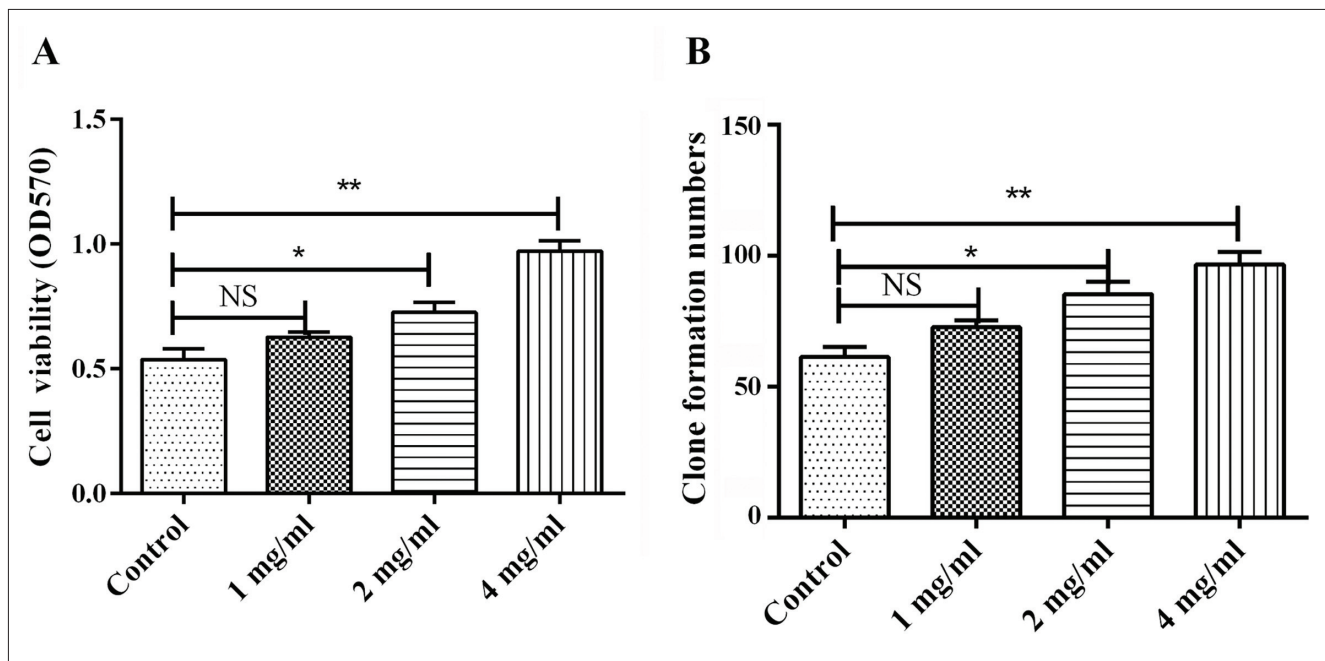 A
Cell viability (OD570)
1.5
1.0
0.5
0.0
**
*
NS
Control
1 mg/ml
2 mg/ml
4 mg/ml
B
Clone formation numbers
150
100
50
0
**
*
NS
Control
1 mg/ml
2 mg/ml
4 mg/ml